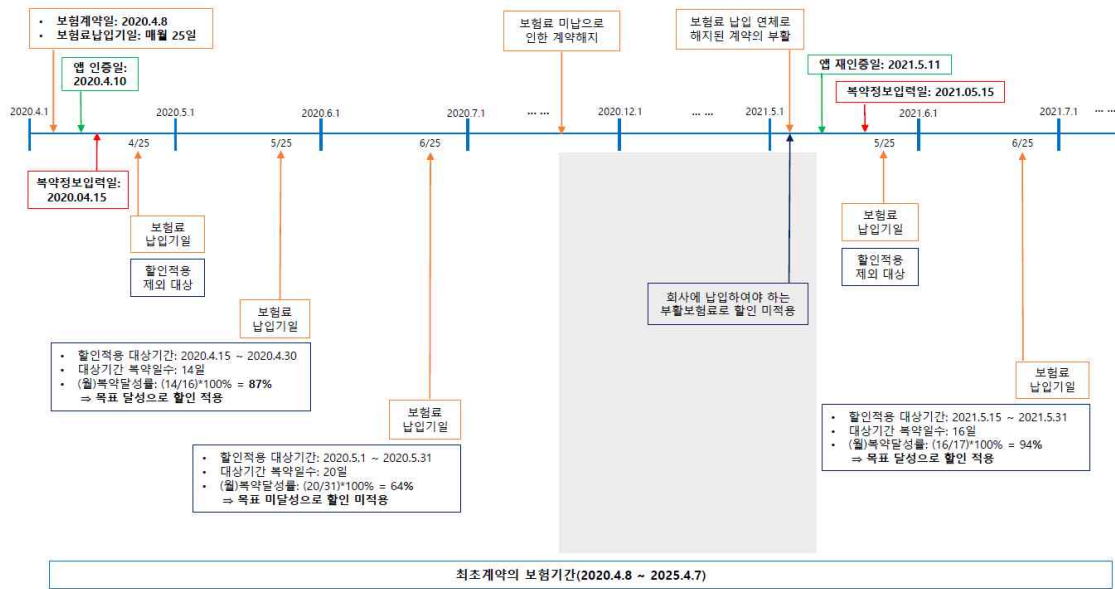 • 보험계약일: 2020.4.8
• 보험료납입기일: 매월 25일
앱 인증일:
2020.4.10
보험료 미납으로
인한 계약해지
보험료 납입 연체로
해지된 계약의 부활
앱 재인증일: 2021.5.11
복약정보입력일: 2021.05.15
2020.4.1
2020.5.1
2020.6.1
2020.7.1
... ...
2020.12.1
... ...
2021.5.1
2021.6.1
2021.7.1
... ...
4/25
5/25
6/25
5/25
6/25
복약정보입력일:
2020.04.15
보험료
납입기일
할인적용
제외 대상
보험료
납입기일
할인적용
제외 대상
회사에 납입하여야 하는
부활보험료로 할인 미적용
보험료
납입기일
• 할인적용 대상기간: 2020.4.15 ~ 2020.4.30
• 대상기간 복약일수: 14일
• (월)복약달성률: (14/16)*100% = 87%
⇒ 목표 달성으로 할인 적용
보험료
납입기일
보험료
납입기일
• 할인적용 대상기간: 2020.5.1 ~ 2020.5.31
• 대상기간 복약일수: 20일
• (월)복약달성률: (20/31)*100% = 64%
⇒ 목표 미달성으로 할인 미적용
• 할인적용 대상기간: 2021.5.15 ~ 2021.5.31
• 대상기간 복약일수: 16일
• (월)복약달성률: (16/17)*100% = 94%
⇒ 목표 달성으로 할인 적용
최초계약의 보험기간(2020.4.8 ~ 2025.4.7)